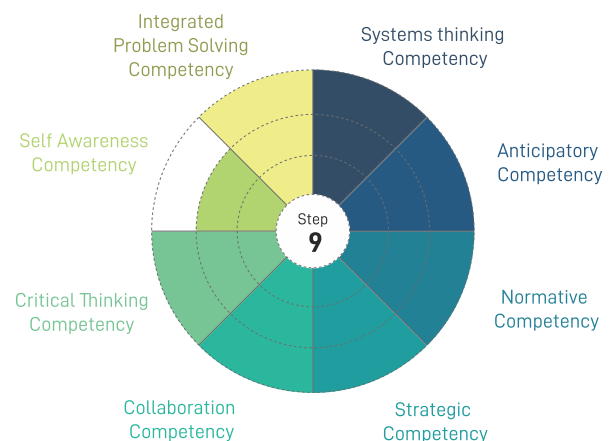 Integrated
Problem Solving
Competency
Systems thinking
Competency
Self Awareness
Competency
Anticipatory
Competency
Step
9
Critical Thinking
Competency
Normative
Competency
Collaboration
Competency
Strategic
Competency